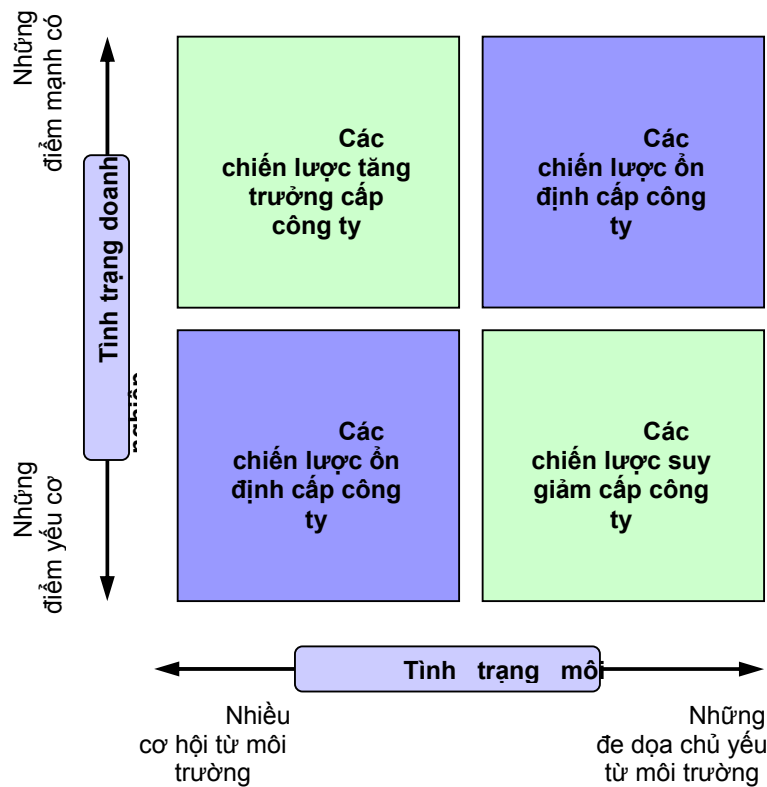 Những
điểm mạnh có
Tình trạng doanh
Những
điểm yếu cơ
Các
chiến lược tăng
trưởng cấp
công ty
Các
chiến lược ổn
định cấp công
ty
Các
chiến lược ổn
định cấp công
ty
Các
chiến lược suy
giảm cấp công
ty
Tình trạng môi
Nhiều
cơ hội từ môi
trường
Những
đe dọa chủ yếu
từ môi trường